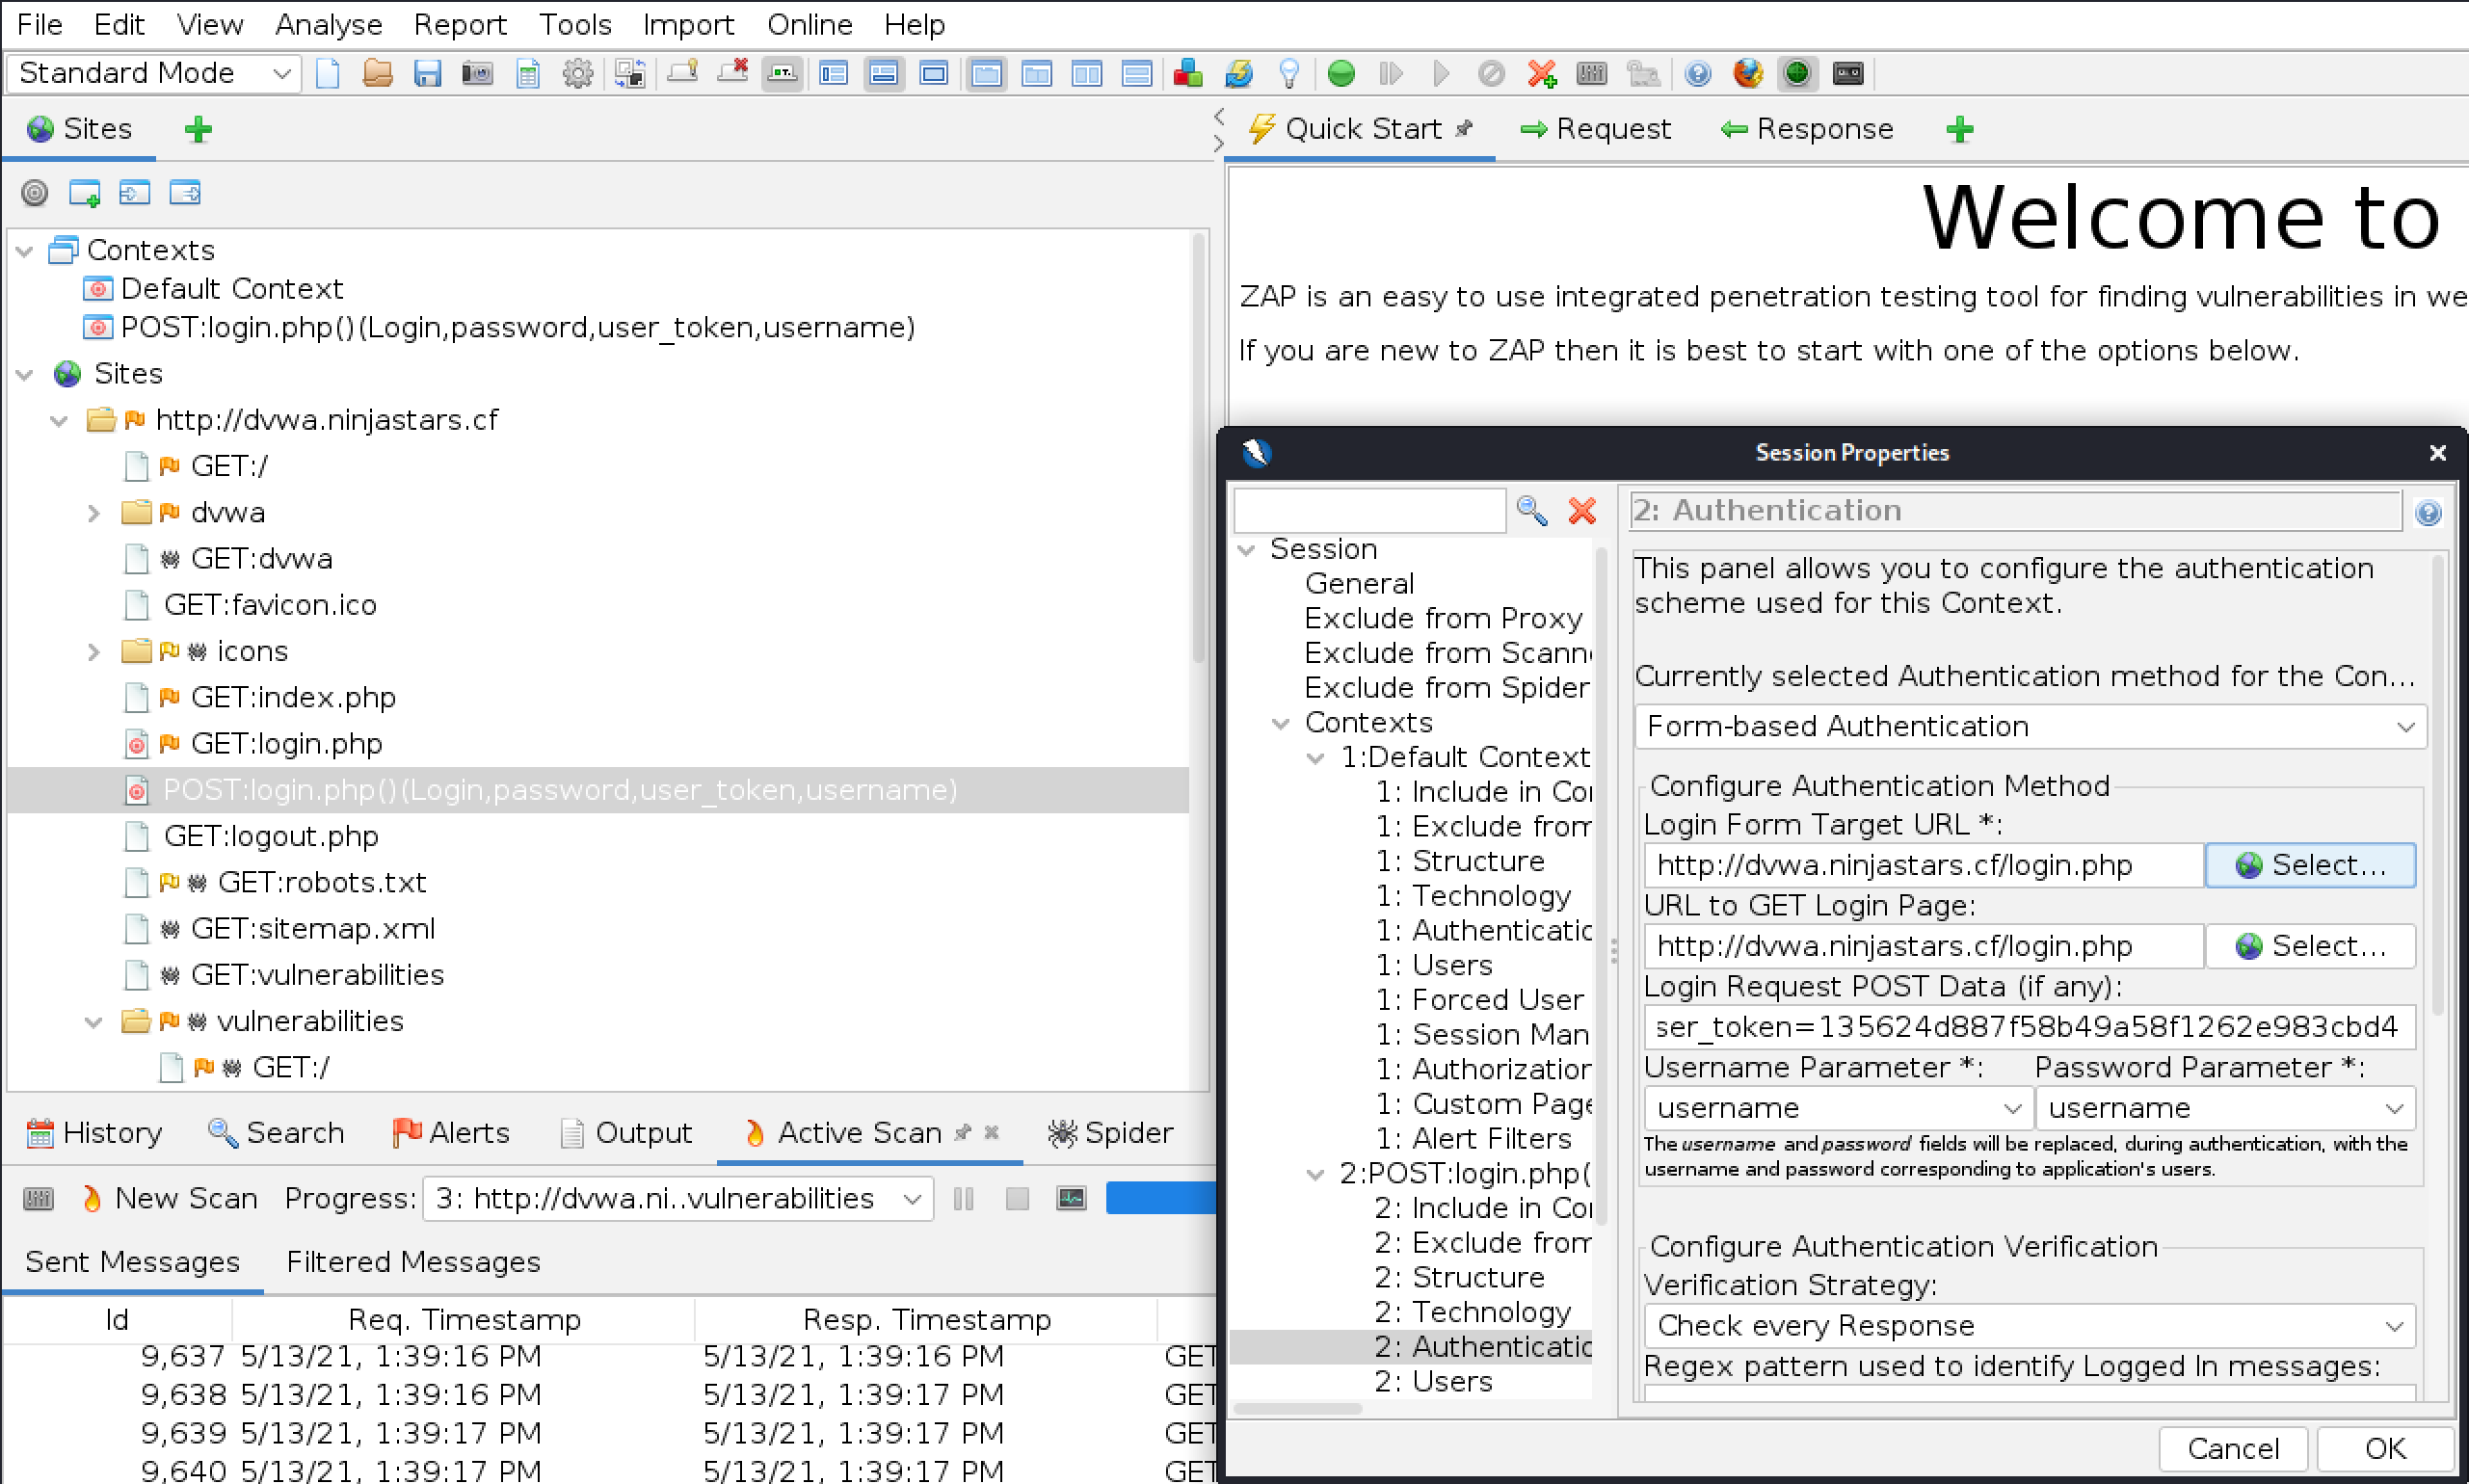 File Edit View Analyse Report Tools Import Online Help
Standard Mode
Sites
Quick Start Request Response
Contexts
Default Context
POST:login.php()(Login,password,user_token,username)
Sites
http://dvwa.ninjastars.cf
GET:/
dvwa
GET:dvwa
GET:favicon.ico
icons
GET:index.php
GET:login.php
POST:login.php()(Login,password,user_token,username)
GET:logout.php
GET:robots.txt
GET:sitemap.xml
GET:vulnerabilities
vulnerabilities
GET:/
Welcome to
ZAP is an easy to use integrated penetration testing tool for finding vulnerabilities in we
If you are new to ZAP then it is best to start with one of the options below.
Session Properties
Session
General
Exclude from Proxy
Exclude from Scann
Exclude from Spider
Contexts
1:Default Context
1: Include in Co
1: Exclude from
1: Structure
1: Technology
1: Authenticatic
1: Users
1: Forced User
1: Session Man
1: Authorization
1: Custom Page
1: Alert Filters
2:POST:login.php(
2: Include in Co
2: Exclude from
2: Structure
2: Technology
2: Authenticatic
2: Users
2: Authentication
This panel allows you to configure the authentication
scheme used for this Context.
Currently selected Authentication method for the Con...
Form-based Authentication
Configure Authentication Method
Login Form Target URL *:
http://dvwa.ninjastars.cf/login.php Select...
URL to GET Login Page:
http://dvwa.ninjastars.cf/login.php Select...
Login Request POST Data (if any):
ser_token=135624d887f58b49a58f1262e983cbd4
Username Parameter *: Password Parameter *:
username username
The username and password fields will be replaced, during authentication, with the
username and password corresponding to application's users.
Configure Authentication Verification
Verification Strategy:
Check every Response
Regex pattern used to identify Logged In messages:
Cancel OK
History Search Alerts Output Active Scan Spider
New Scan Progress: 3: http://dvwa.ni..vulnerabilities
Sent Messages Filtered Messages
Id Req. Timestamp Resp. Timestamp
9,637 5/13/21, 1:39:16 PM 5/13/21, 1:39:16 PM GET
9,638 5/13/21, 1:39:16 PM 5/13/21, 1:39:17 PM GET
9,639 5/13/21, 1:39:17 PM 5/13/21, 1:39:17 PM GET
9,640 5/13/21, 1:39:17 PM 5/13/21, 1:39:17 PM GET